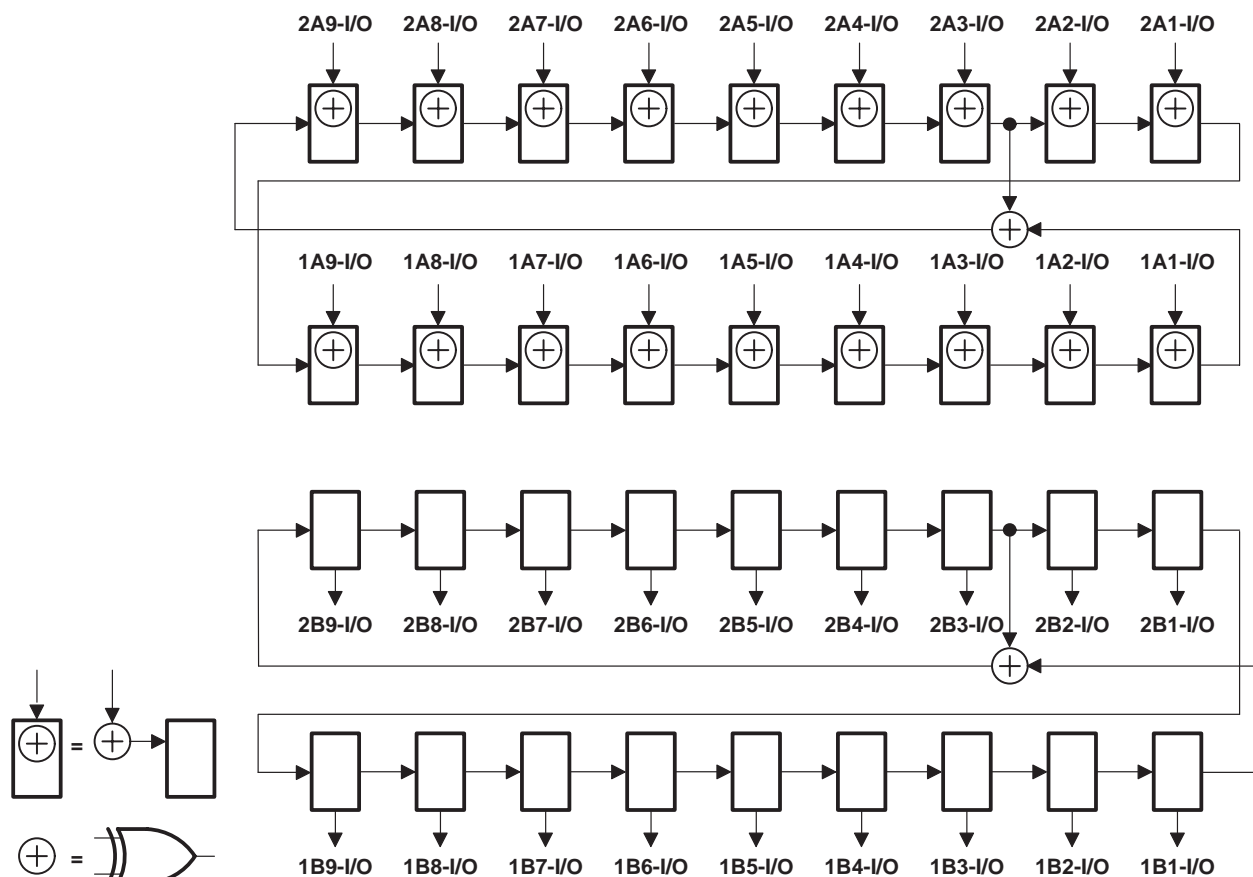 2A9-I/O 2A8-I/O 2A7-I/O 2A6-I/O 2A5-I/O 2A4-I/O 2A3-I/O 2A2-I/O 2A1-I/O
1A9-I/O 1A8-I/O 1A7-I/O 1A6-I/O 1A5-I/O 1A4-I/O 1A3-I/O 1A2-I/O 1A1-I/O
2B9-I/O 2B8-I/O 2B7-I/O 2B6-I/O 2B5-I/O 2B4-I/O 2B3-I/O 2B2-I/O 2B1-I/O
=
=
1B9-I/O 1B8-I/O 1B7-I/O 1B6-I/O 1B5-I/O 1B4-I/O 1B3-I/O 1B2-I/O 1B1-I/O